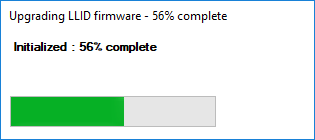 Upgrading LLID firmware - 56% complete
Initialized : 56% complete